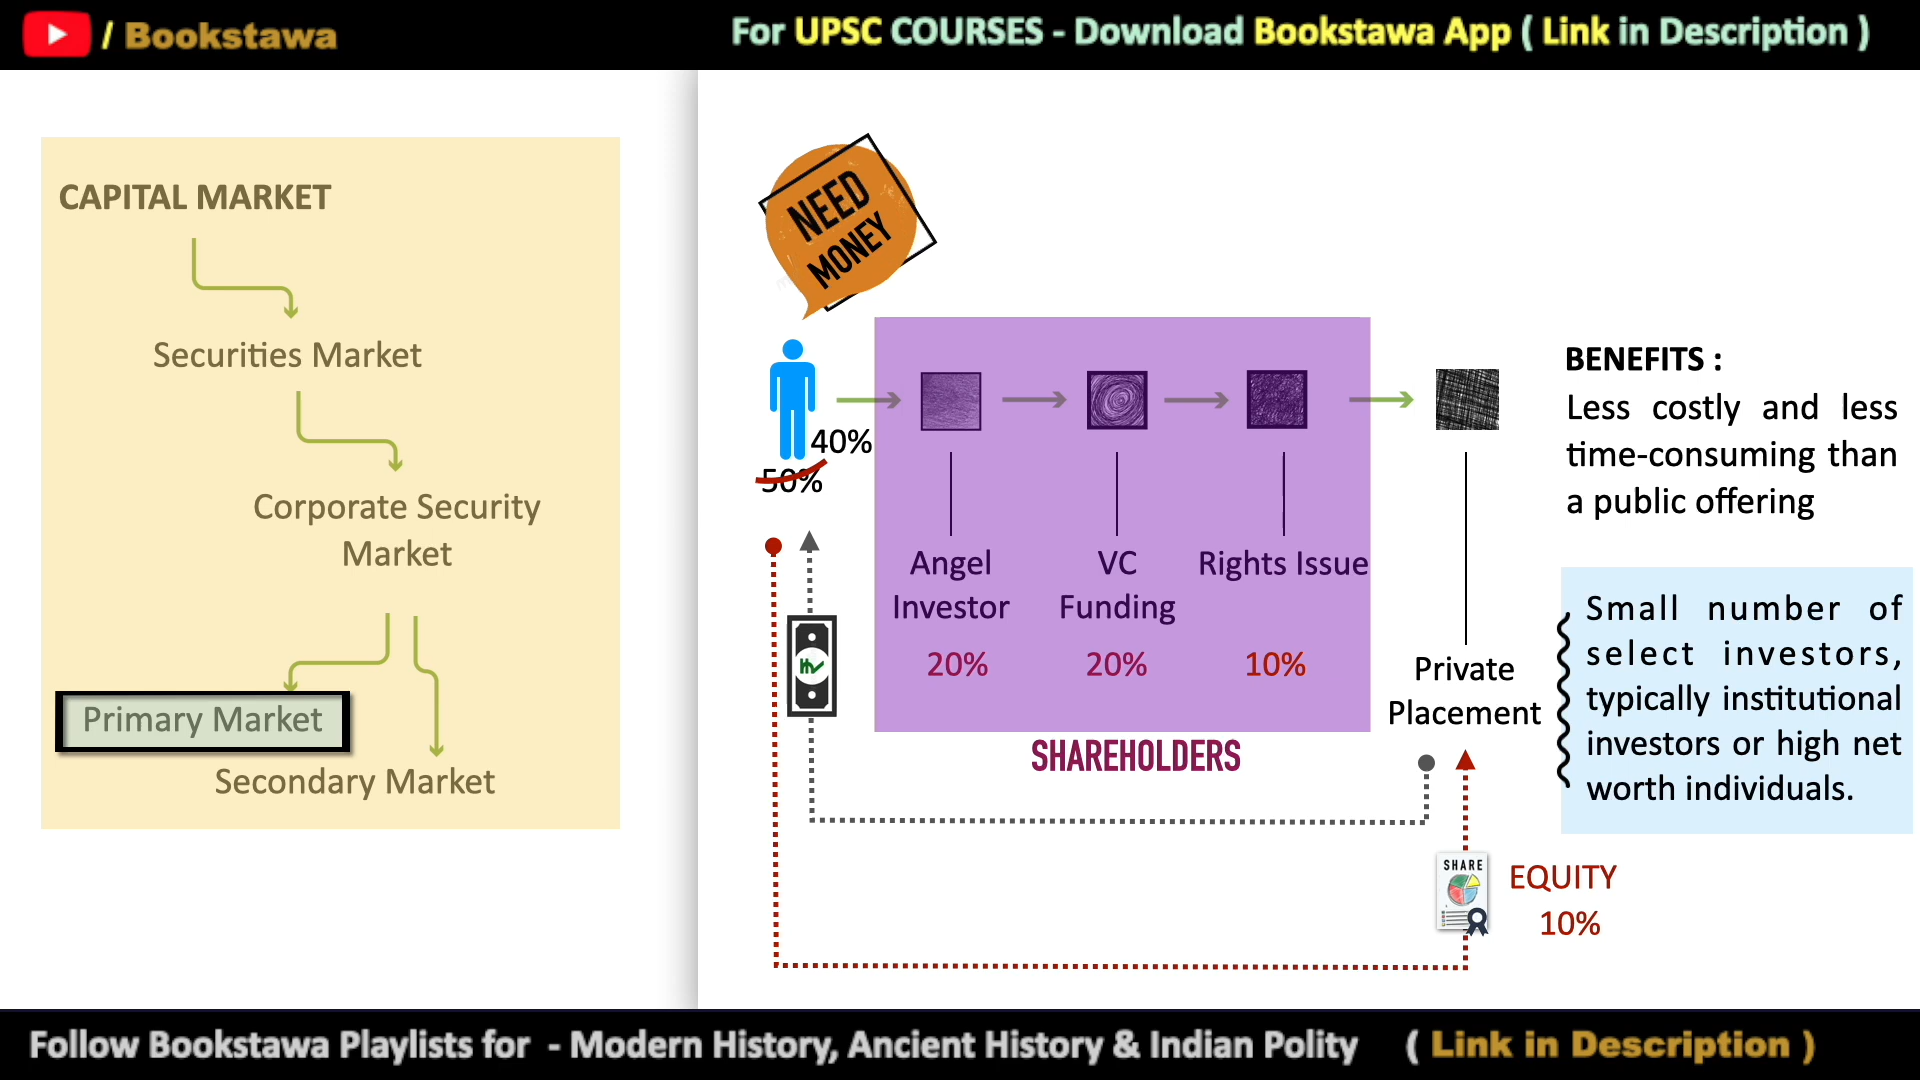 / Bookstawa
For UPSC COURSES - Download Bookstawa App ( Link in Description )
CAPITAL MARKET
Securities Market
Corporate Security
Market
Primary Market
Secondary Market
NEED
MONEY
40%
50%
Angel
Investor
20%
VC
Funding
20%
Rights Issue
10%
SHAREHOLDERS
Private
Placement
BENEFITS :
Less costly and less
time-consuming than
a public offering
Small number of
select investors,
typically institutional
investors or high net
worth individuals.
SHARE
EQUITY
10%
Follow Bookstawa Playlists for - Modern History, Ancient History & Indian Polity ( Link in Description )